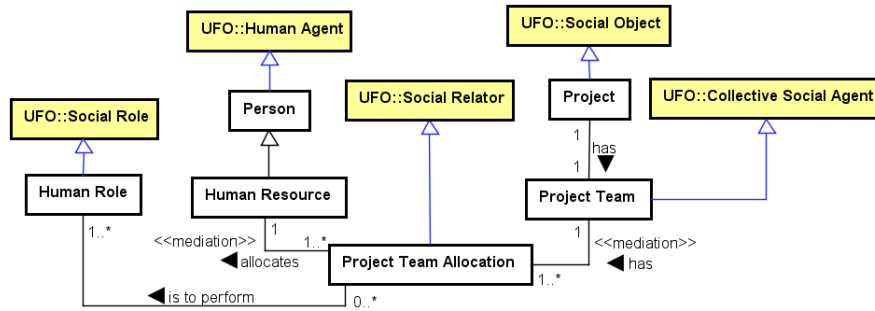 UFO::Human Agent
UFO::Social Object
UFO::Social Role
Person
UFO::Social Relator
Project
UFO::Collective Social Agent
1
has
1
Human Role
Human Resource
Project Team
1..*
<<mediation>>
1
1..*
allocates
Project Team Allocation
1
<<mediation>>
has
1..*
is to perform
0..*